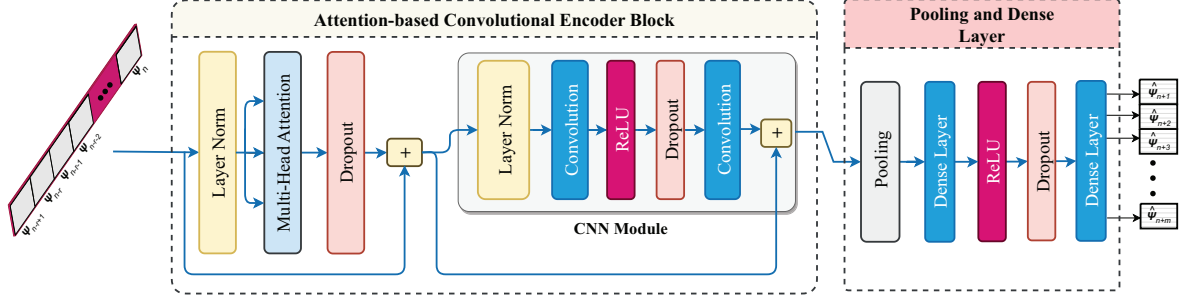 Attention-based Convolutional Encoder Block
Pooling and Dense
Layer
Ψn
Ψn-r-2
Ψn-r-1
Ψn-r
Ψn-r+1
Layer Norm
Multi-Head Attention
Dropout
+
Layer Norm
Convolution
ReLU
Dropout
Convolution
+
CNN Module
Pooling
Dense Layer
ReLU
Dropout
Dense Layer
Ψ̂n+1
Ψ̂n+2
Ψ̂n+3
Ψ̂n+m